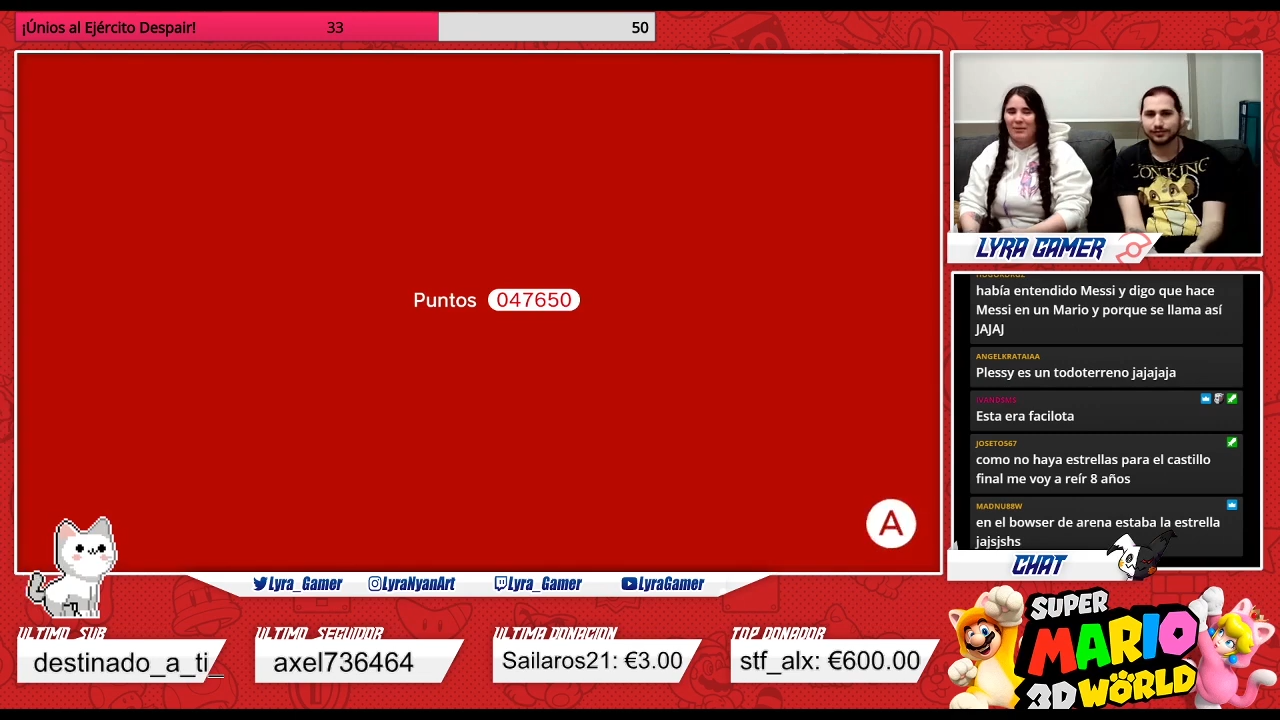 ¡Únios al Ejército Despair! 33 50
Puntos 047650
A
LION KING
LYRA GAMER
había entendido Messi y digo que hace
Messi en un Mario y porque se llama así
JAJAJ
ANGELKRATAIAA
Plessy es un todoterreno jajajaja
IVANDSMS
Esta era facilota
JOSETO567
como no haya estrellas para el castillo
final me voy a reír 8 años
MADNU88W
en el bowser de arena estaba la estrella
jajsjshs
CHAT
Lyra_Gamer LyraNyanArt Lyra_Gamer LyraGamer
ULTIMO SUB ULTIMO SEGUIDOR ULTIMA DONACION TOP DONADOR
destinado_a_ti_ axel736464 Sailaros21: €3.00 stf_alx: €600.00
SUPER
MARIO
3D WORLD